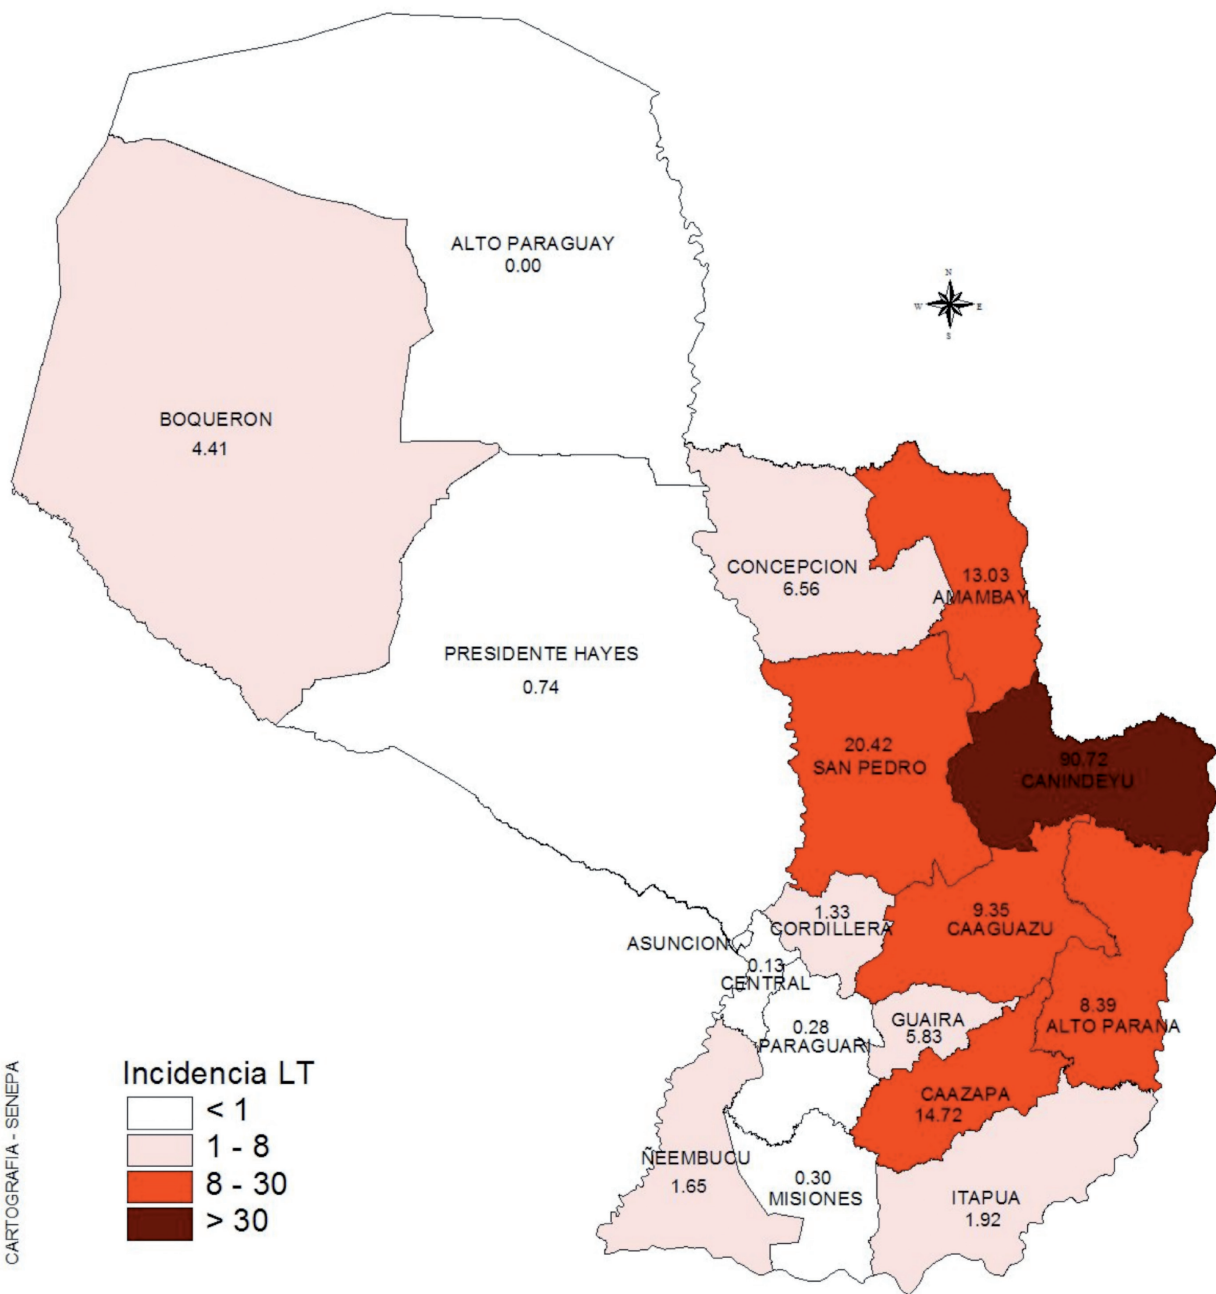 ALTO PARAGUAY
0.00
N
W
E
S
BOQUERON
4.41
CONCEPCION
6.56
13.03
AMAMBAY
PRESIDENTE HAYES
0.74
20.42
SAN PEDRO
90.72
CANINDEYU
1.33
CORDILLERA
9.35
CAAGUAZU
ASUNCION
0.13
CENTRAL
0.28
PARAGUARI
GUAIRA
5.83
8.39
ALTO PARANA
CAAZAPA
14.72
ÑEEMBUCU
1.65
0.30
MISIONES
ITAPUA
1.92
Incidencia LT
< 1
1 - 8
8 - 30
> 30
CARTOGRAFIA - SENEPA